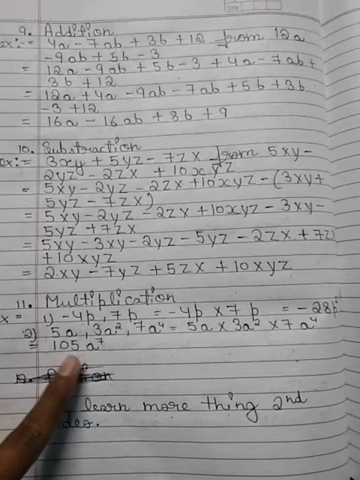 9. Addition
ex:- 4a - 7ab + 3b + 12 from 12a
- 9ab + 5b - 3
= 12a - 9ab + 5b - 3 + 4a - 7ab +
3b + 12
= 12a + 4a - 9ab - 7ab + 5b + 3b
- 3 + 12
= 16a - 16ab + 8b + 9
10. Subtraction
ex:= 3xy + 5yz - 7zx from 5xy -
2yz - 2zx + 10xyz
= 5xy - 2yz - 2zx + 10xyz - (3xy +
5yz - 7zx)
= 5xy - 2yz - 2zx + 10xyz - 3xy -
5yz + 7zx
= 5xy - 3xy - 2yz - 5yz - 2zx + 7z
+ 10xyz
= 2xy - 7yz + 5zx + 10xyz
11. Multiplication
x = 1) -4p, 7p = -4p × 7p = -28p²
2) 5a, 3a², 7a⁴ = 5a × 3a² × 7a⁴
= 105a⁷
12.
learn more thing 2nd